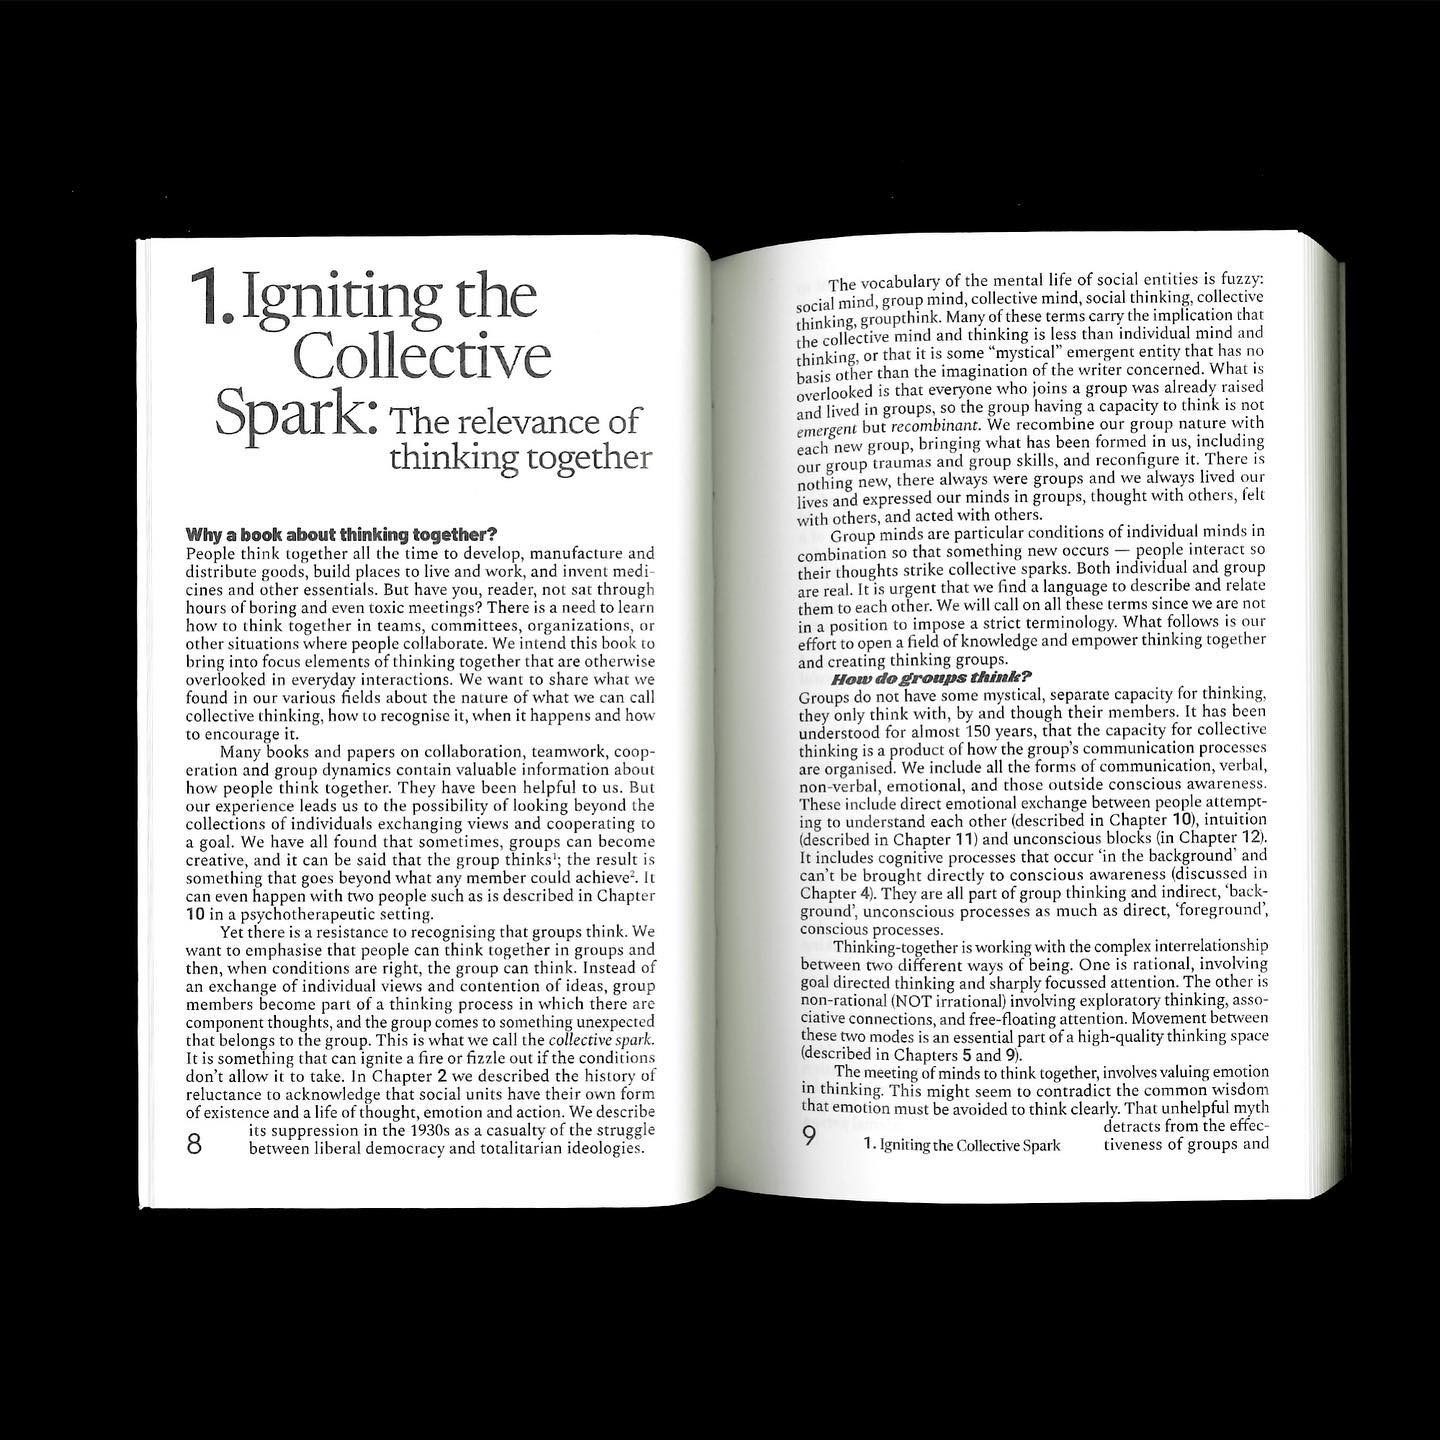 1. Igniting the
Collective
Spark: The relevance of
thinking together
Why a book about thinking together?
People think together all the time to develop, manufacture and
distribute goods, build places to live and work, and invent medi-
cines and other essentials. But have you, reader, not sat through
hours of boring and even toxic meetings? There is a need to learn
how to think together in teams, committees, organizations, or
other situations where people collaborate. We intend this book to
bring into focus elements of thinking together that are otherwise
overlooked in everyday interactions. We want to share what we
found in our various fields about the nature of what we can call
collective thinking, how to recognise it, when it happens and how
to encourage it.
Many books and papers on collaboration, teamwork, coop-
eration and group dynamics contain valuable information about
how people think together. They have been helpful to us. But
our experience leads us to the possibility of looking beyond the
collections of individuals exchanging views and cooperating to
a goal. We have all found that sometimes, groups can become
creative, and it can be said that the group thinks¹; the result is
something that goes beyond what any member could achieve². It
can even happen with two people such as is described in Chapter
10 in a psychotherapeutic setting.
Yet there is a resistance to recognising that groups think. We
want to emphasise that people can think together in groups and
then, when conditions are right, the group can think. Instead of
an exchange of individual views and contention of ideas, group
members become part of a thinking process in which there are
component thoughts, and the group comes to something unexpected
that belongs to the group. This is what we call the collective spark.
It is something that can ignite a fire or fizzle out if the conditions
don't allow it to take. In Chapter 2 we described the history of
reluctance to acknowledge that social units have their own form
of existence and a life of thought, emotion and action. We describe
its suppression in the 1930s as a casualty of the struggle
between liberal democracy and totalitarian ideologies.
8
The vocabulary of the mental life of social entities is fuzzy:
social mind, group mind, collective mind, social thinking, collective
thinking, groupthink. Many of these terms carry the implication that
the collective mind and thinking is less than individual mind and
thinking, or that it is some “mystical” emergent entity that has no
basis other than the imagination of the writer concerned. What is
overlooked is that everyone who joins a group was already raised
and lived in groups, so the group having a capacity to think is not
emergent but recombinant. We recombine our group nature with
each new group, bringing what has been formed in us, including
our group traumas and group skills, and reconfigure it. There is
nothing new, there always were groups and we always lived our
lives and expressed our minds in groups, thought with others, felt
with others, and acted with others.
Group minds are particular conditions of individual minds in
combination so that something new occurs — people interact so
their thoughts strike collective sparks. Both individual and group
are real. It is urgent that we find a language to describe and relate
them to each other. We will call on all these terms since we are not
in a position to impose a strict terminology. What follows is our
effort to open a field of knowledge and empower thinking together
and creating thinking groups.
How do groups think?
Groups do not have some mystical, separate capacity for thinking,
they only think with, by and though their members. It has been
understood for almost 150 years, that the capacity for collective
thinking is a product of how the group's communication processes
are organised. We include all the forms of communication, verbal,
non-verbal, emotional, and those outside conscious awareness.
These include direct emotional exchange between people attempt-
ing to understand each other (described in Chapter 10), intuition
(described in Chapter 11) and unconscious blocks (in Chapter 12).
It includes cognitive processes that occur ‘in the background’ and
can't be brought directly to conscious awareness (discussed in
Chapter 4). They are all part of group thinking and indirect, ‘back-
ground’, unconscious processes as much as direct, ‘foreground’,
conscious processes.
Thinking-together is working with the complex interrelationship
between two different ways of being. One is rational, involving
goal directed thinking and sharply focussed attention. The other is
non-rational (NOT irrational) involving exploratory thinking, asso-
ciative connections, and free-floating attention. Movement between
these two modes is an essential part of a high-quality thinking space
(described in Chapters 5 and 9).
The meeting of minds to think together, involves valuing emotion
in thinking. This might seem to contradict the common wisdom
that emotion must be avoided to think clearly. That unhelpful myth
detracts from the effec-
tiveness of groups and
9
1. Igniting the Collective Spark